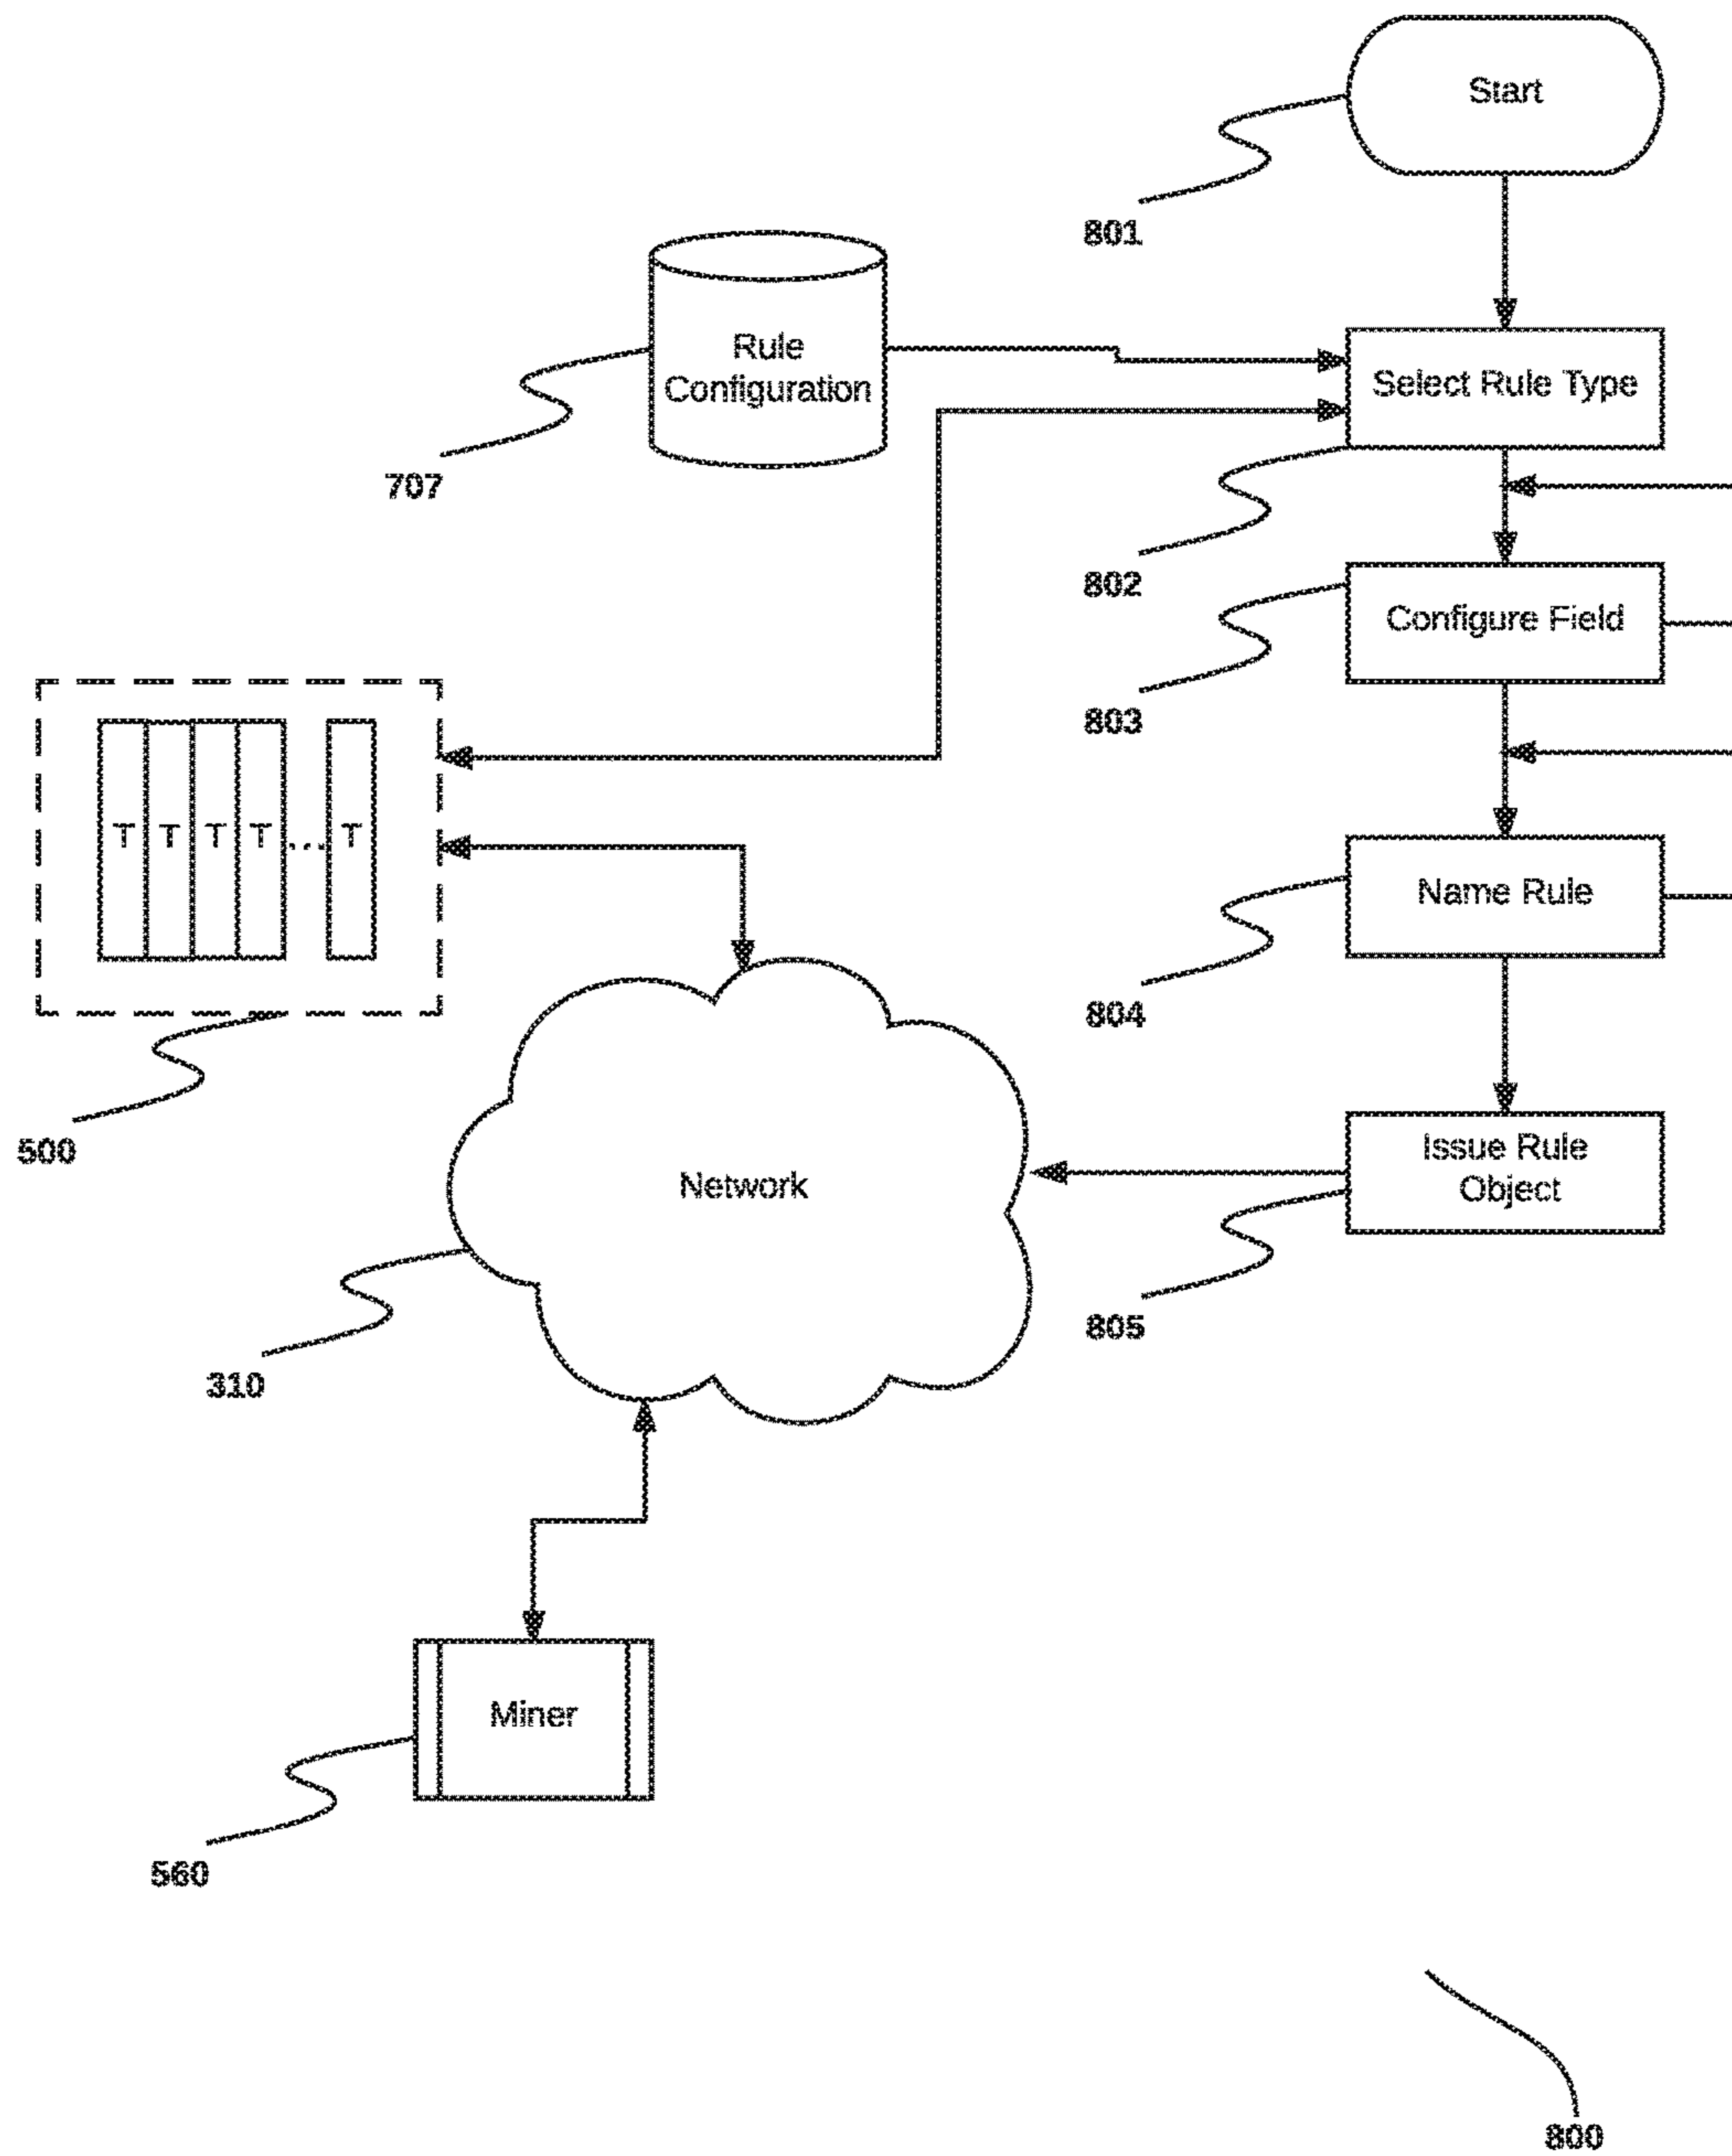 Start
801
Rule
Configuration
Select Rule Type
707
802
Configure Field
803
T T T T ... T
Name Rule
804
500
Issue Rule
Object
Network
805
310
Miner
560
800